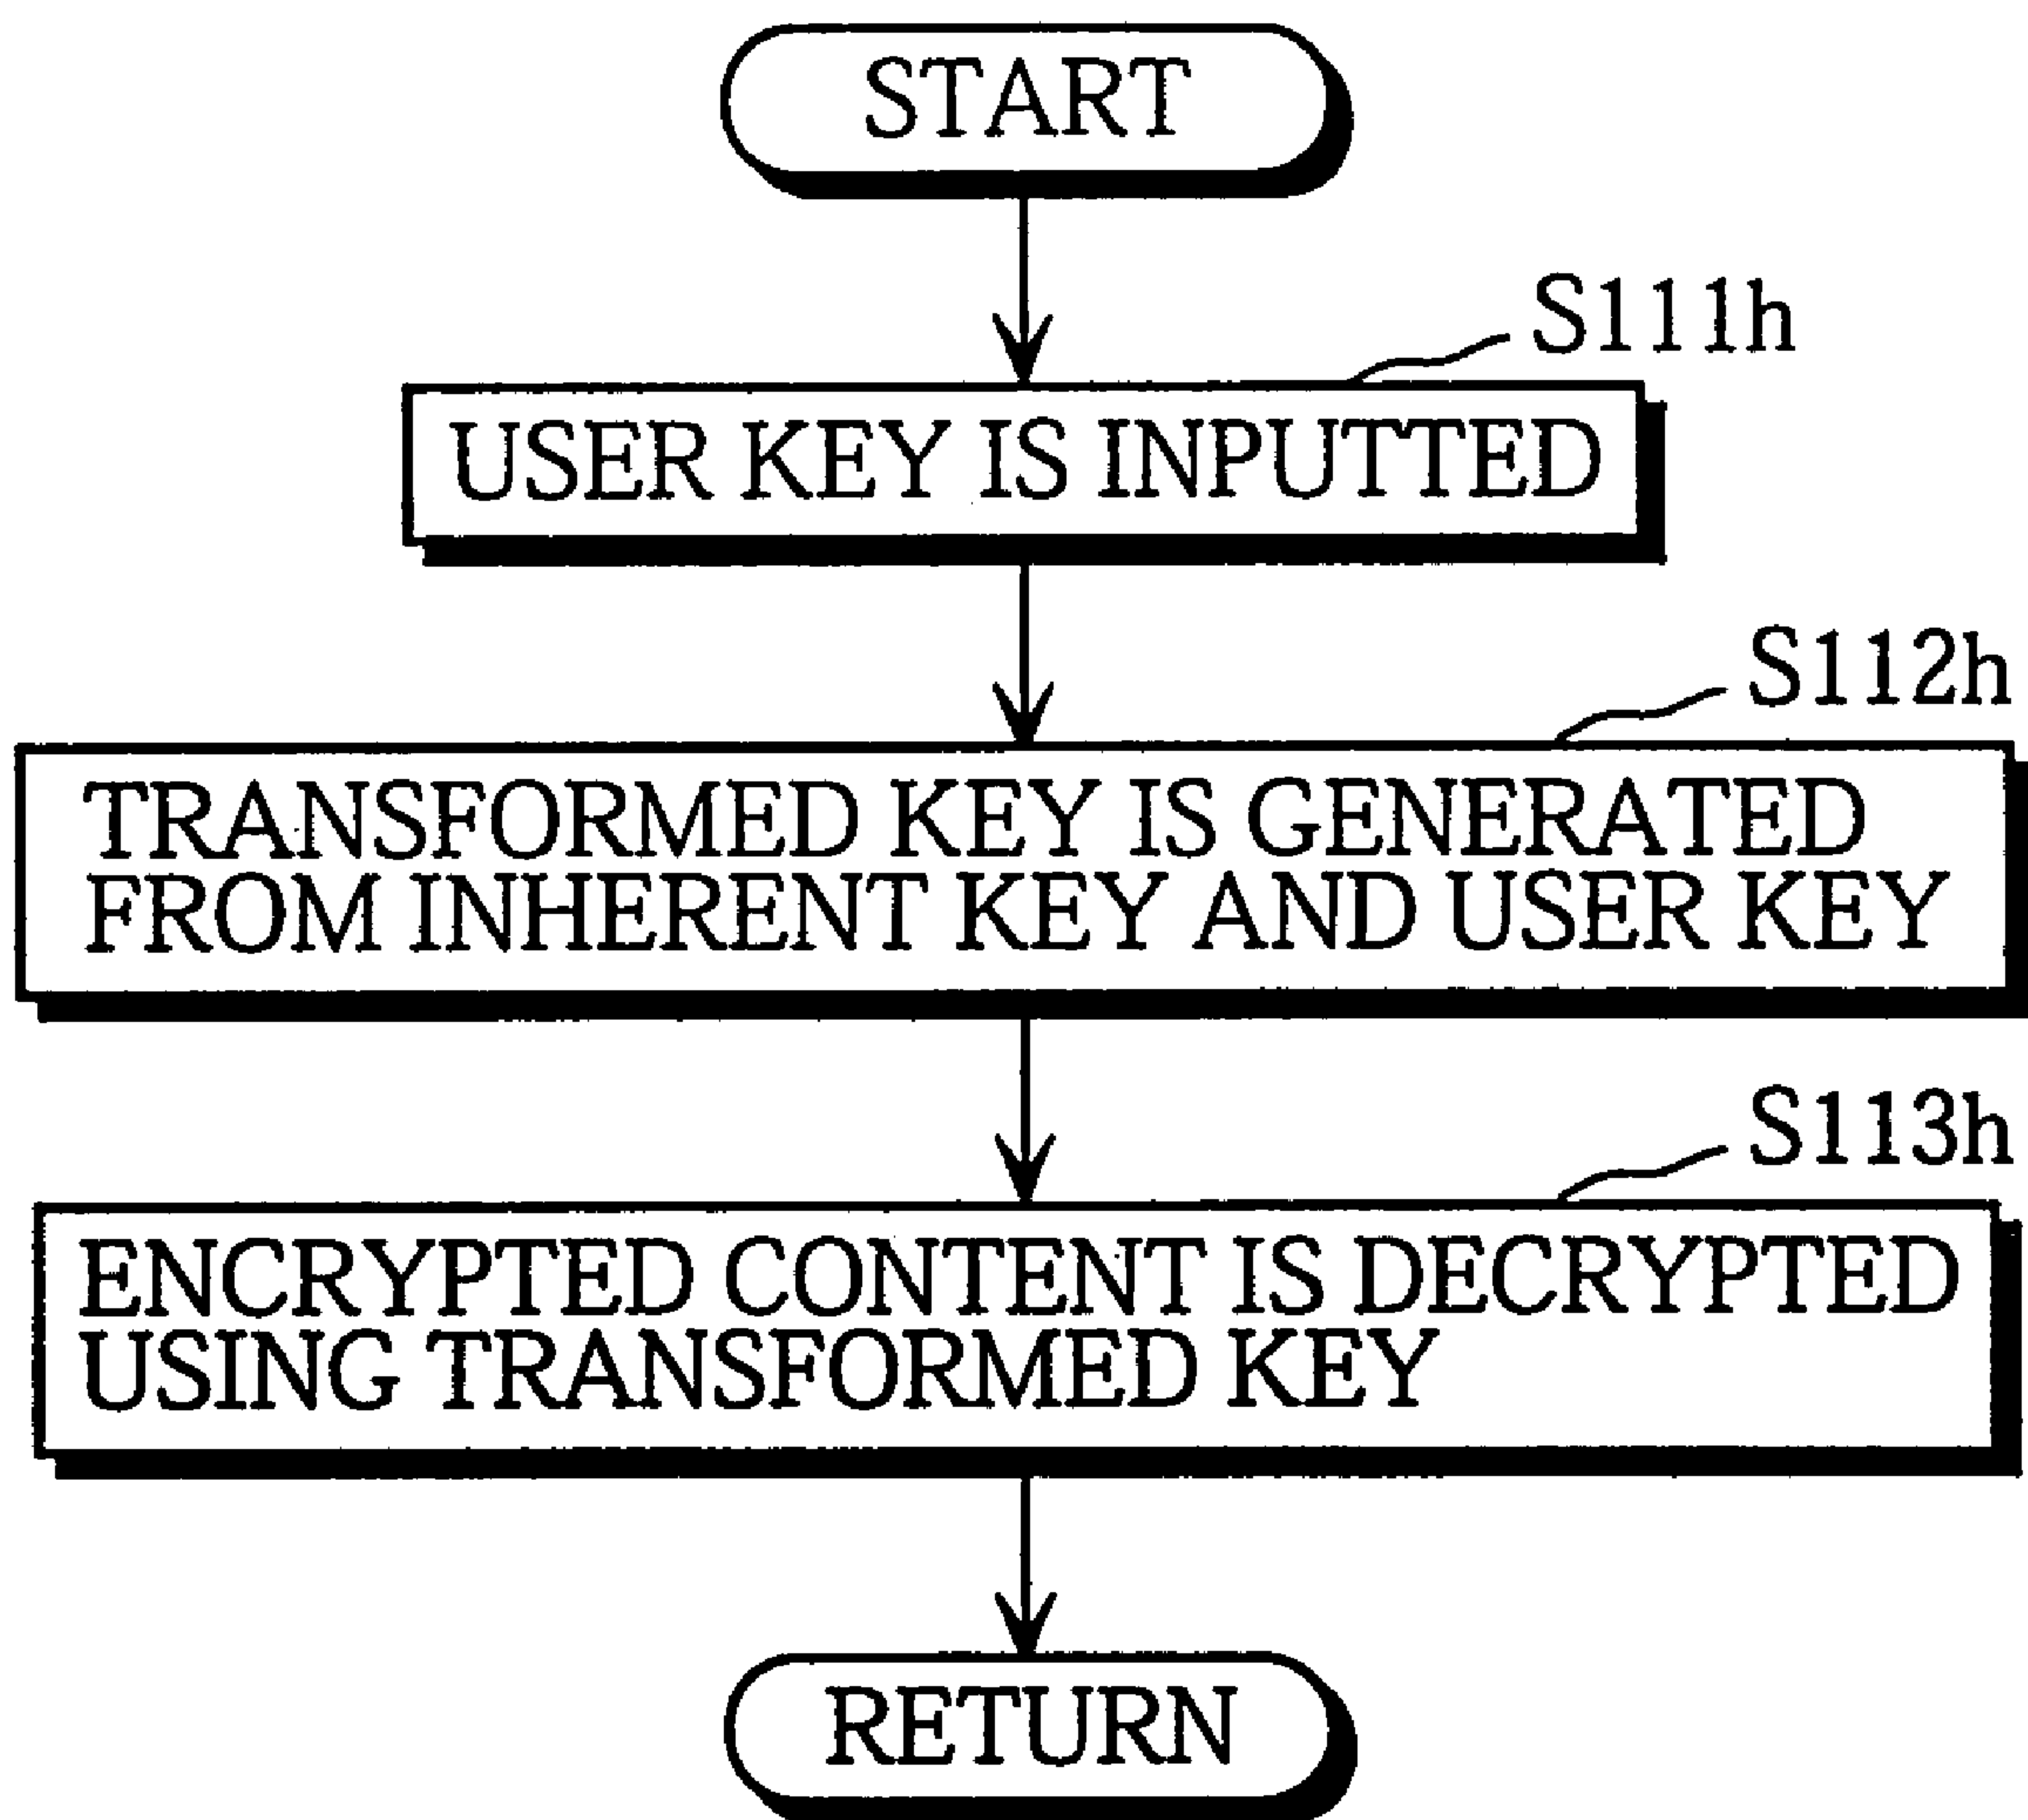 START
S111h
USER KEY IS INPUTTED
S112h
TRANSFORMED KEY IS GENERATED
FROM INHERENT KEY AND USER KEY
S113h
ENCRYPTED CONTENT IS DECRYPTED
USING TRANSFORMED KEY
RETURN